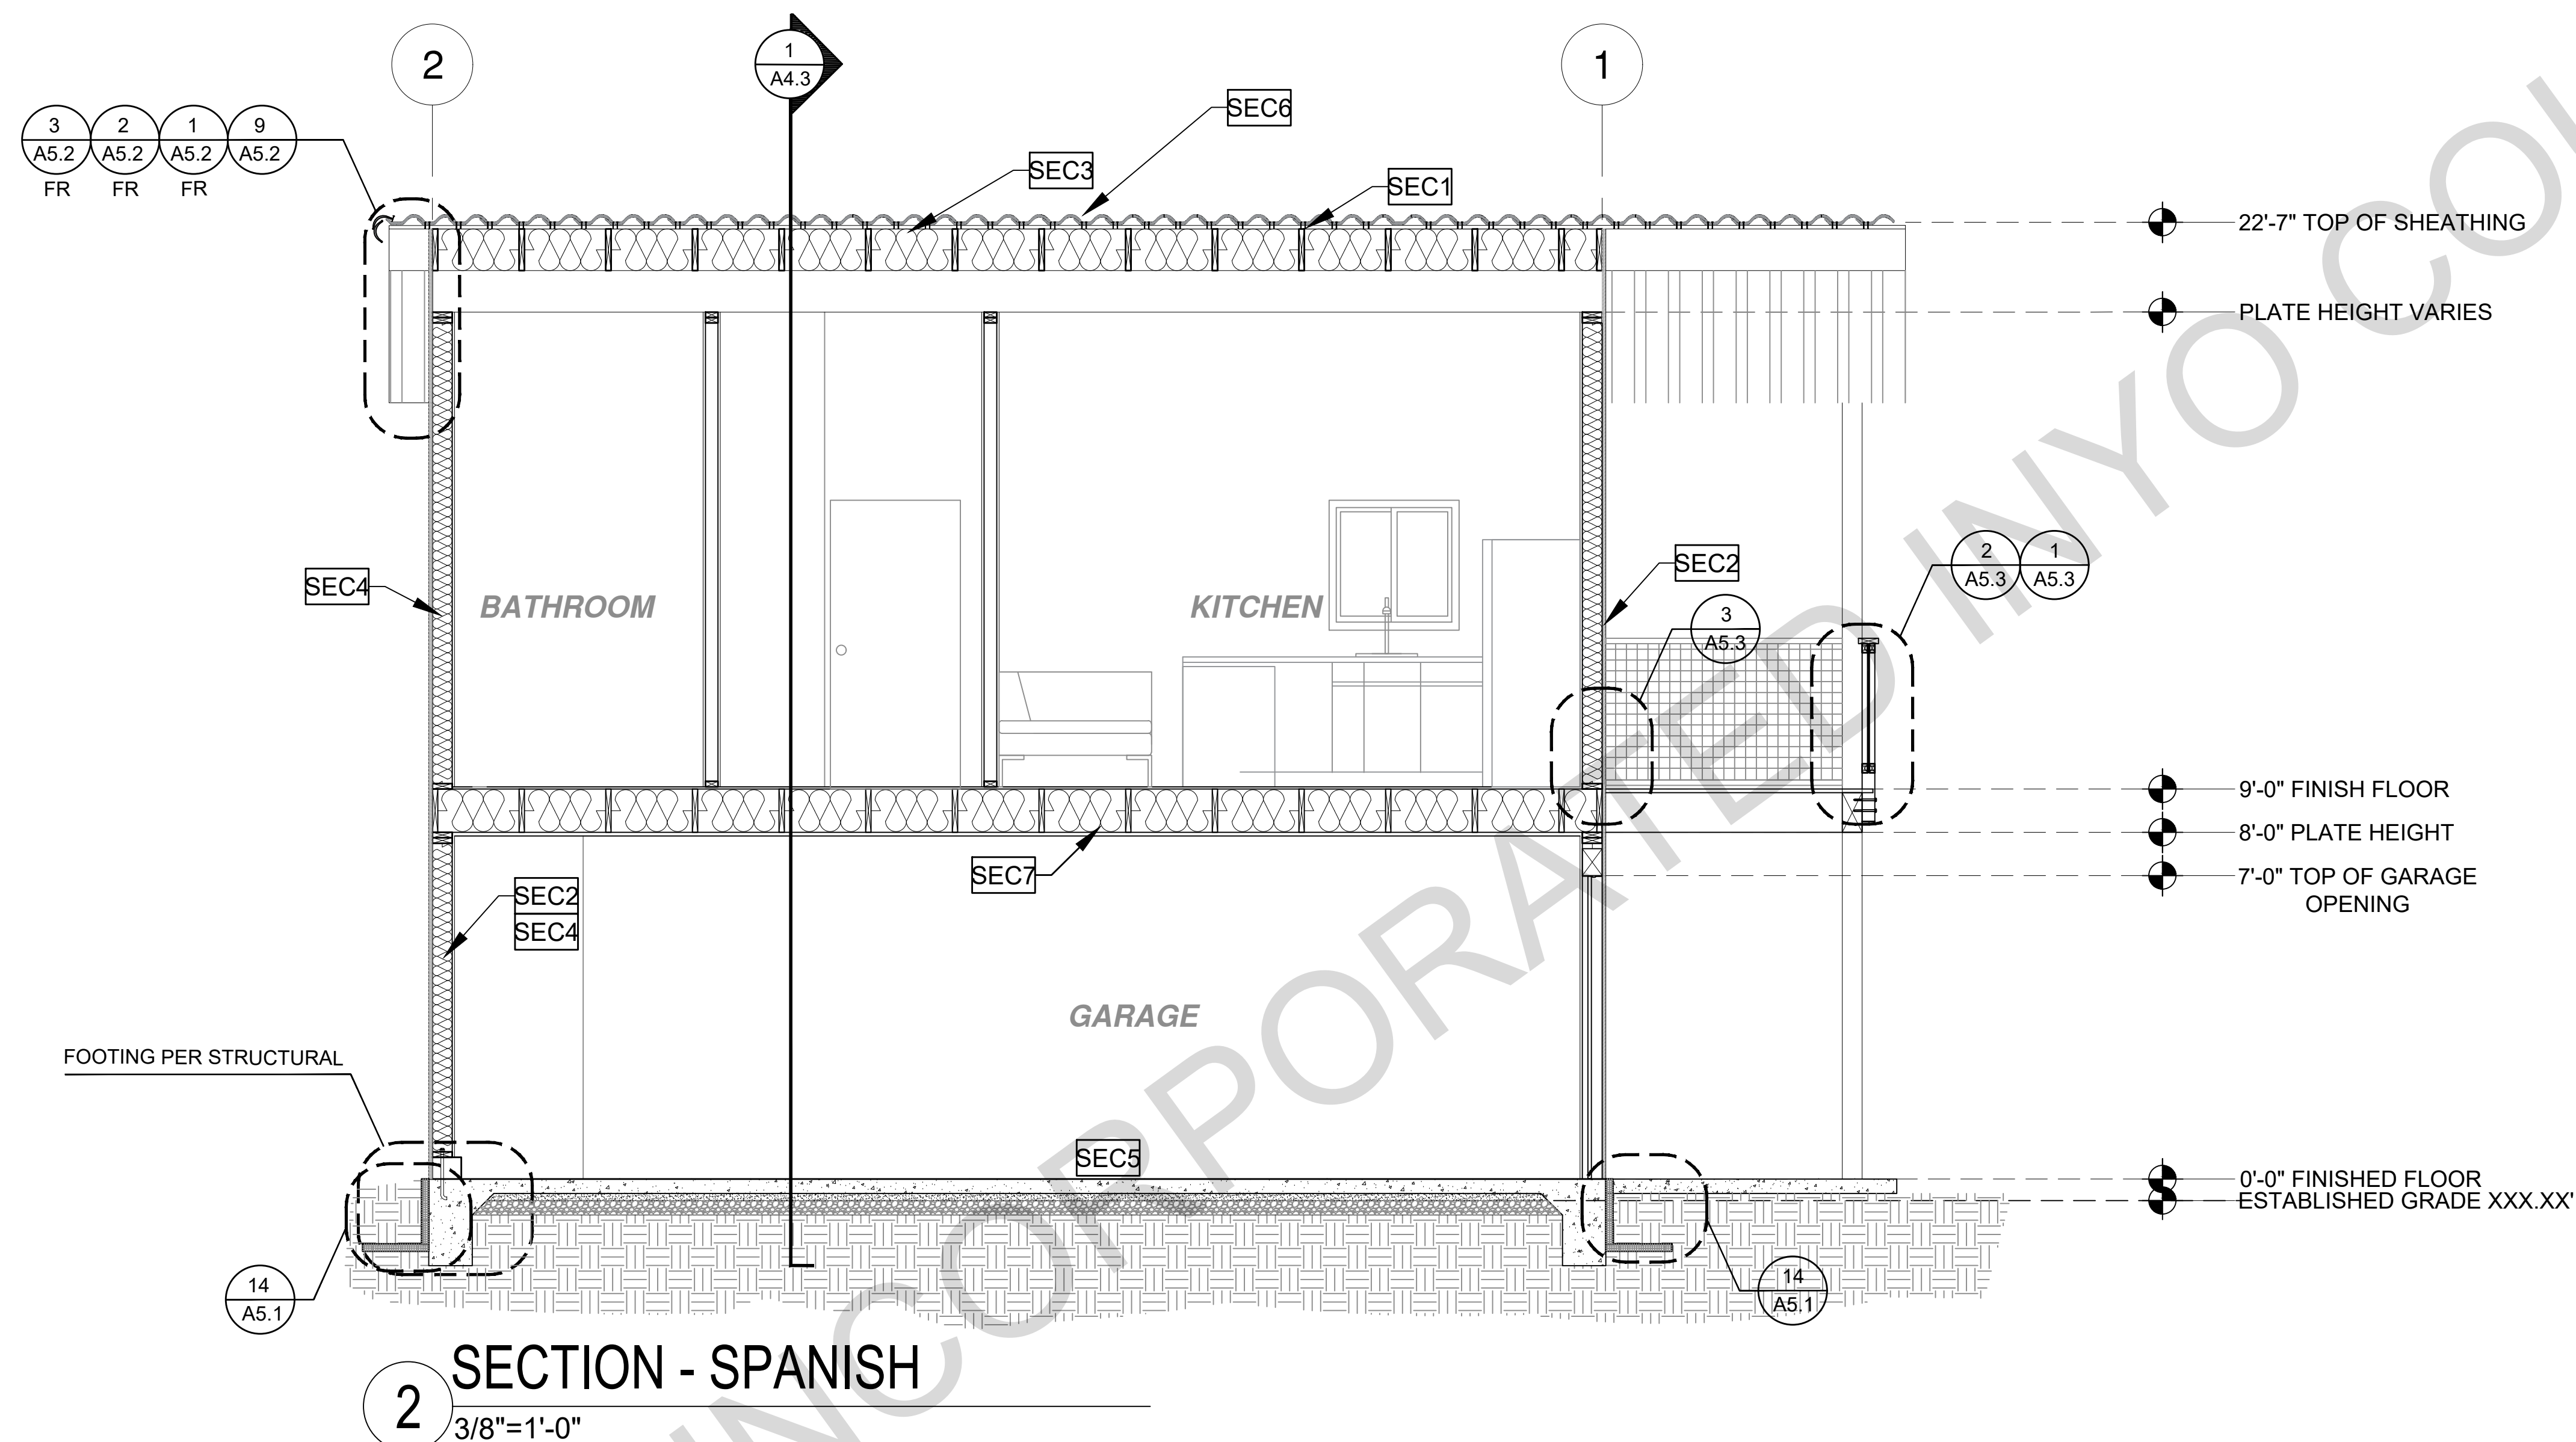 2
1
A4.3
1
3
A5.2
FR
2
A5.2
FR
1
A5.2
FR
9
A5.2
SEC6
SEC3
SEC1
22'-7" TOP OF SHEATHING
PLATE HEIGHT VARIES
SEC4
BATHROOM
KITCHEN
SEC2
3
A5.3
2
A5.3
1
A5.3
9'-0" FINISH FLOOR
8'-0" PLATE HEIGHT
7'-0" TOP OF GARAGE
OPENING
SEC7
SEC2
SEC4
GARAGE
FOOTING PER STRUCTURAL
SEC5
0'-0" FINISHED FLOOR
ESTABLISHED GRADE XXX.XX'
14
A5.1
14
A5.1
2
SECTION - SPANISH
3/8"=1'-0"
INCORPORATED INYO